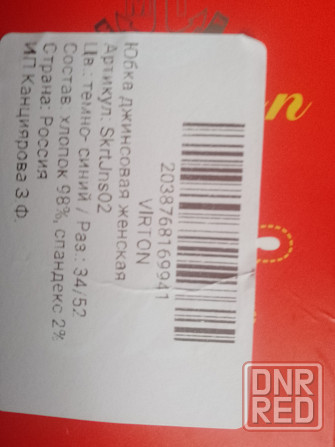 2038768169941
VIRTON
Юбка джинсовая женская
Артикул: SkrtJns02
Цв.: темно-синий / Раз.: 34/52
Состав: хлопок 98%, спандекс 2%
Страна: Россия
ИП Канцярова З.Ф.
DNR
RED